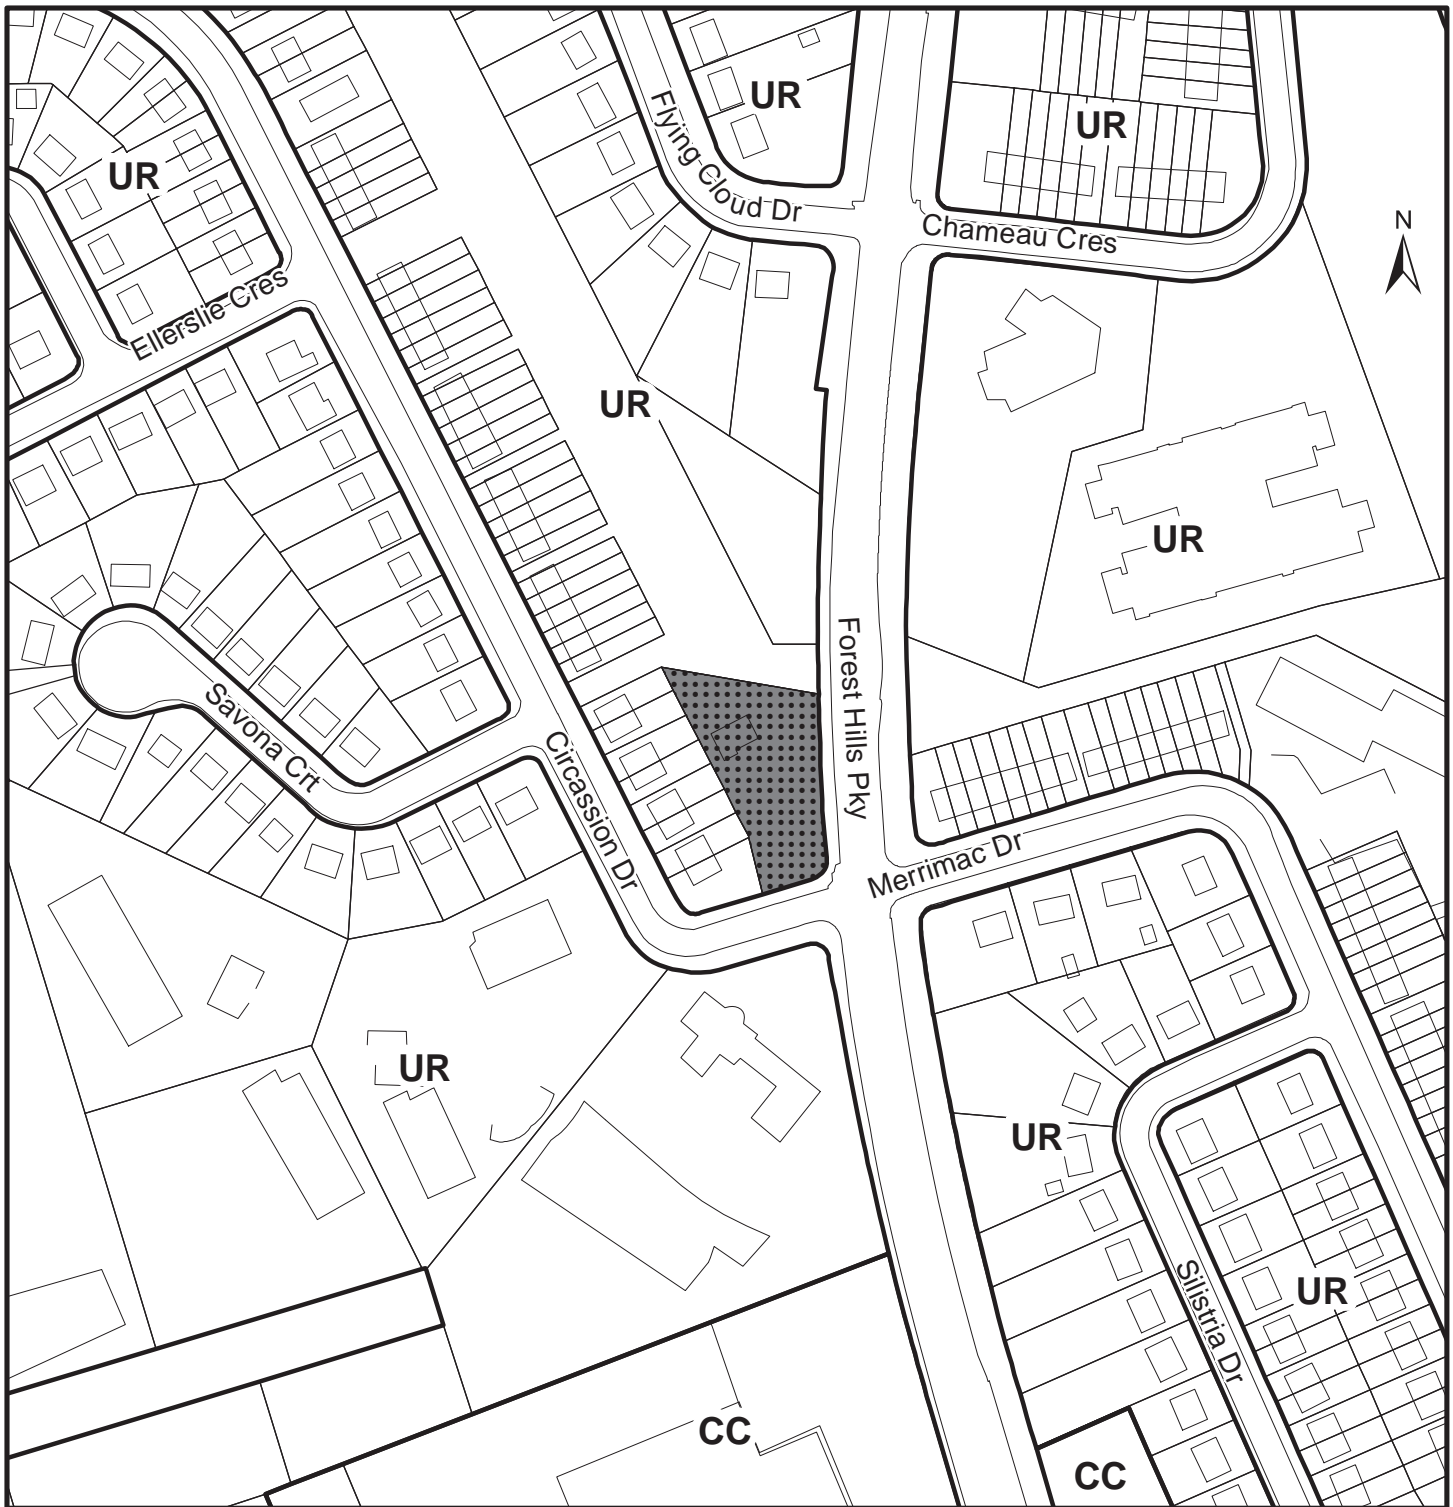 UR
UR
Flying Cloud Dr
UR
Chameau Cres
N
Ellerslie Cres
UR
UR
Forest Hills Pky
Savona Crt
Circassion Dr
Merrimac Dr
UR
UR
Silistria Dr
UR
CC
CC